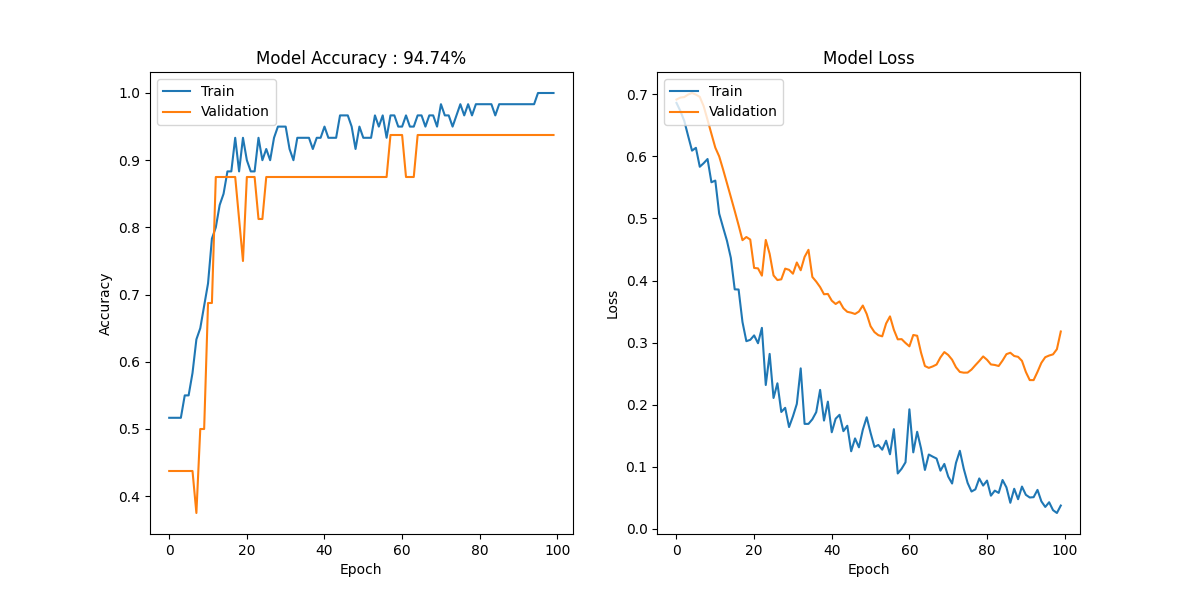 Model Accuracy : 94.74%
Train
Validation
1.0
0.9
0.8
0.7
0.6
0.5
0.4
Accuracy
0 20 40 60 80 100
Epoch
Model Loss
Train
Validation
0.7
0.6
0.5
0.4
0.3
0.2
0.1
0.0
Loss
0 20 40 60 80 100
Epoch